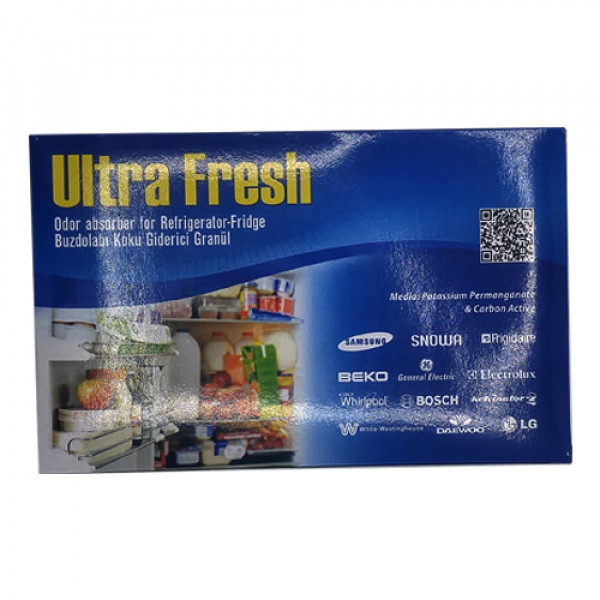 Ultra Fresh
Odor absorber for Refrigerator-Fridge
Buzdolabı Koku Giderici Granül
Media: Potassium Permanganate
& Carbon Active
SAMSUNG SNOWA Frigidaire
BEKO GE General Electric Electrolux
Whirlpool BOSCH
White-Westinghouse DAEWOO LG